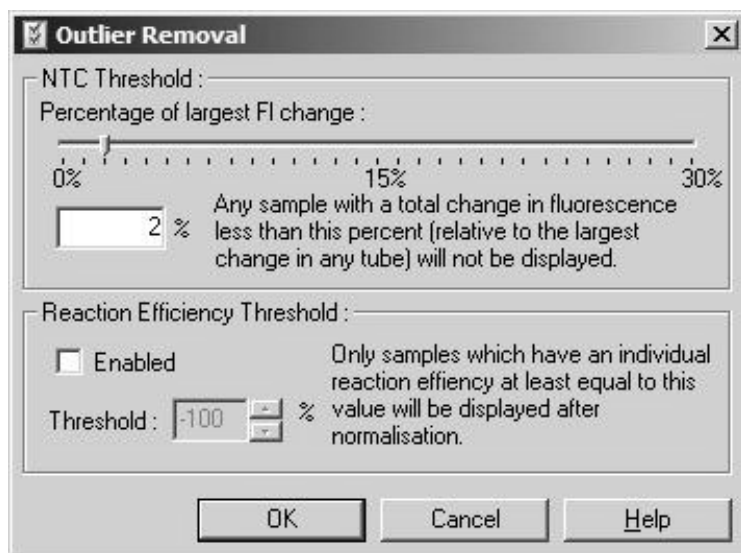 Outlier Removal
NTC Threshold :
Percentage of largest Fl change :
0% 15% 30%
2 %
Any sample with a total change in fluorescence
less than this percent (relative to the largest
change in any tube) will not be displayed.
Reaction Efficiency Threshold :
Enabled
Threshold : -100 %
Only samples which have an individual
reaction effiency at least equal to this
value will be displayed after
normalisation.
OK Cancel Help